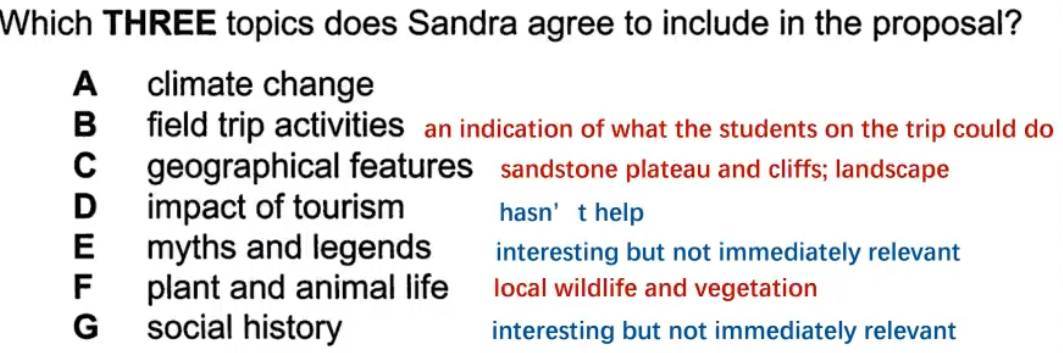 Which THREE topics does Sandra agree to include in the proposal?
A climate change
B field trip activities an indication of what the students on the trip could do
C geographical features sandstone plateau and cliffs; landscape
D impact of tourism hasn' t help
E myths and legends interesting but not immediately relevant
F plant and animal life local wildlife and vegetation
G social history interesting but not immediately relevant